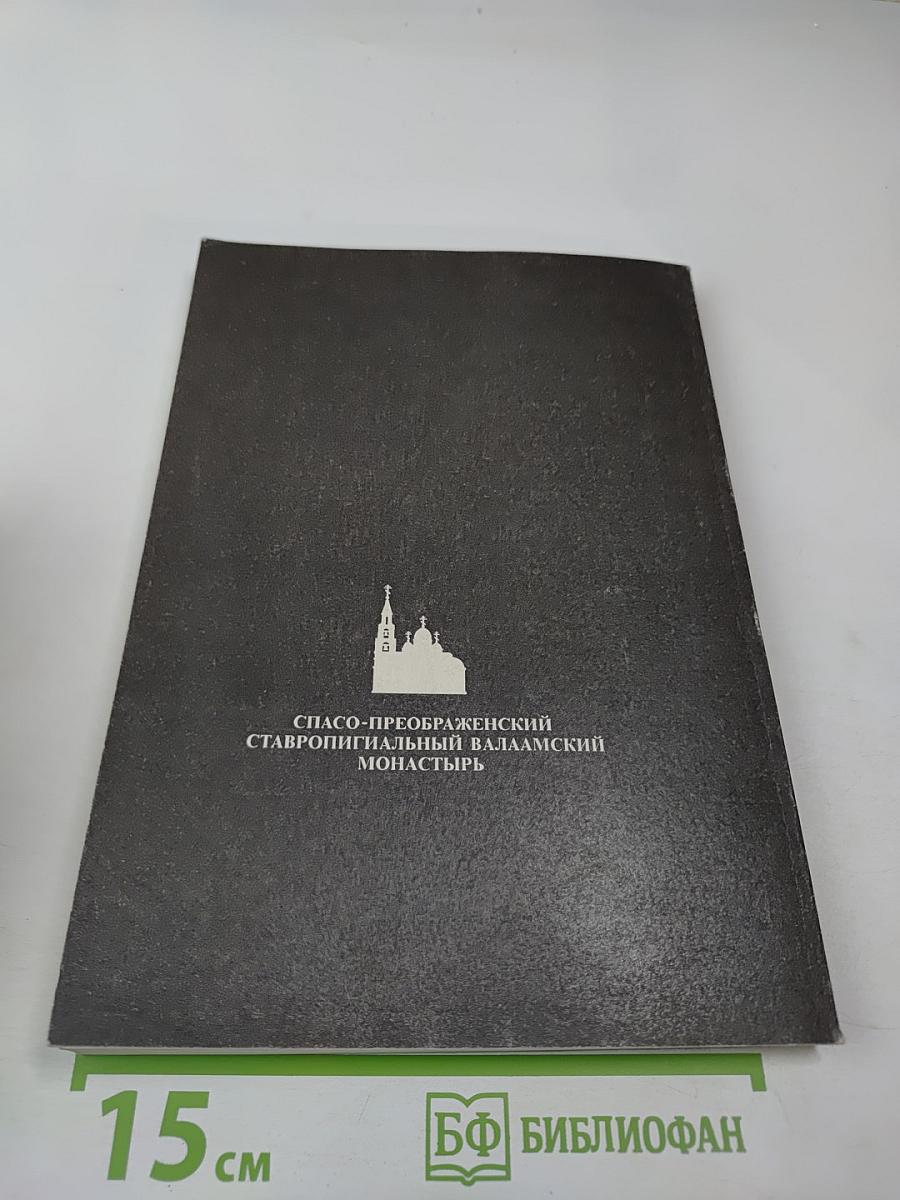 СПАСО-ПРЕОБРАЖЕНСКИЙ
СТАВРОПИГИАЛЬНЫЙ ВАЛААМСКИЙ
МОНАСТЫРЬ
15 см
БФ БИБЛИОФАН